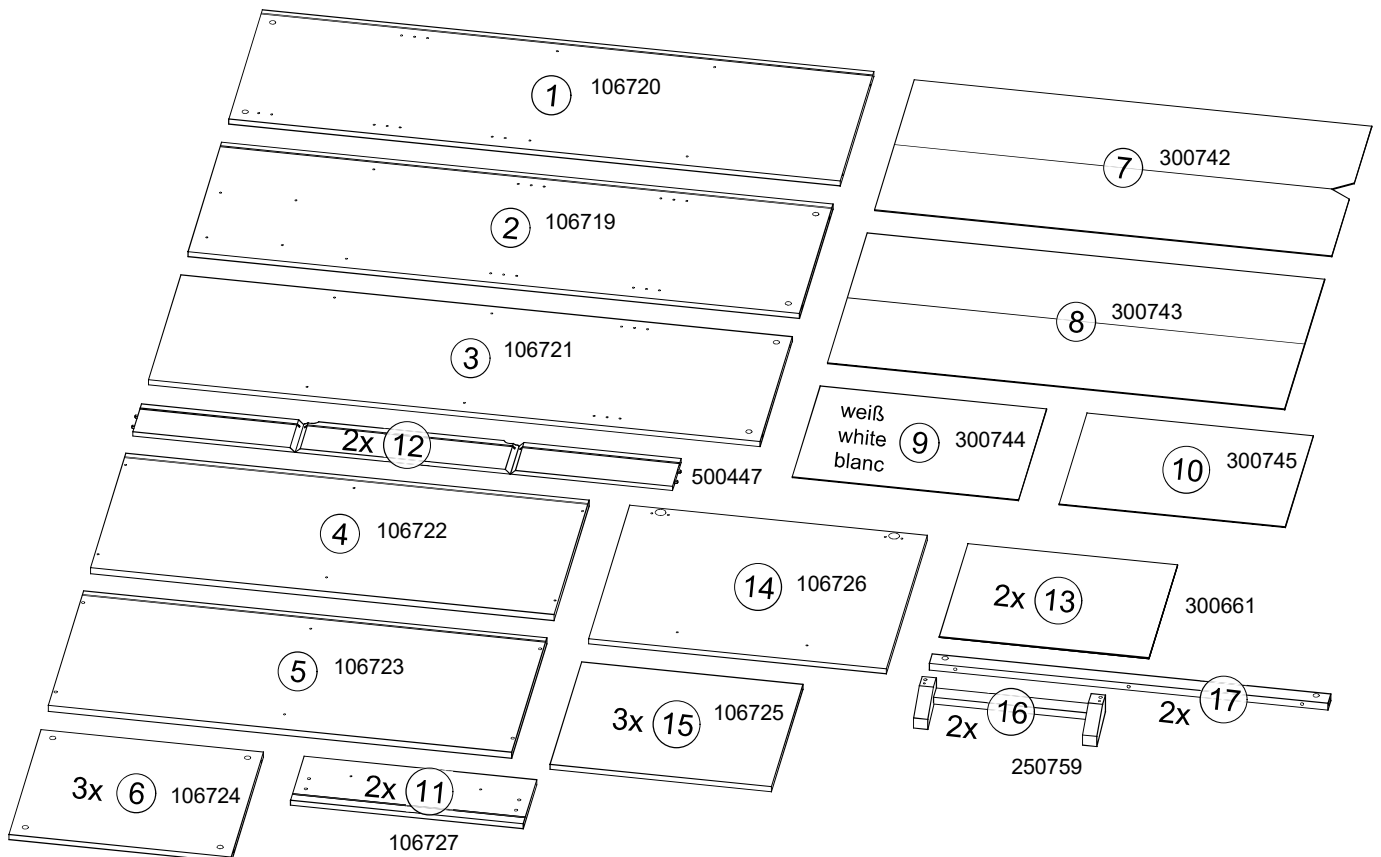 1 106720
2 106719
3 106721
2x 12
500447
4 106722
5 106723
3x 6 106724
2x 11
106727
7 300742
8 300743
weiß
white
blanc
9 300744
10 300745
14 106726
2x 13 300661
3x 15 106725
2x 16
250759
2x 17